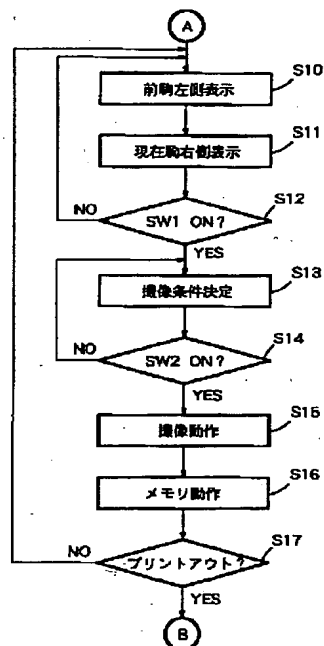 A
S10
前駒左側表示
S11
現在駒右側表示
S12
SW1 ON?
NO
YES
S13
撮像条件決定
S14
SW2 ON?
NO
YES
S15
撮像動作
S16
メモリ動作
S17
プリントアウト?
NO
YES
B